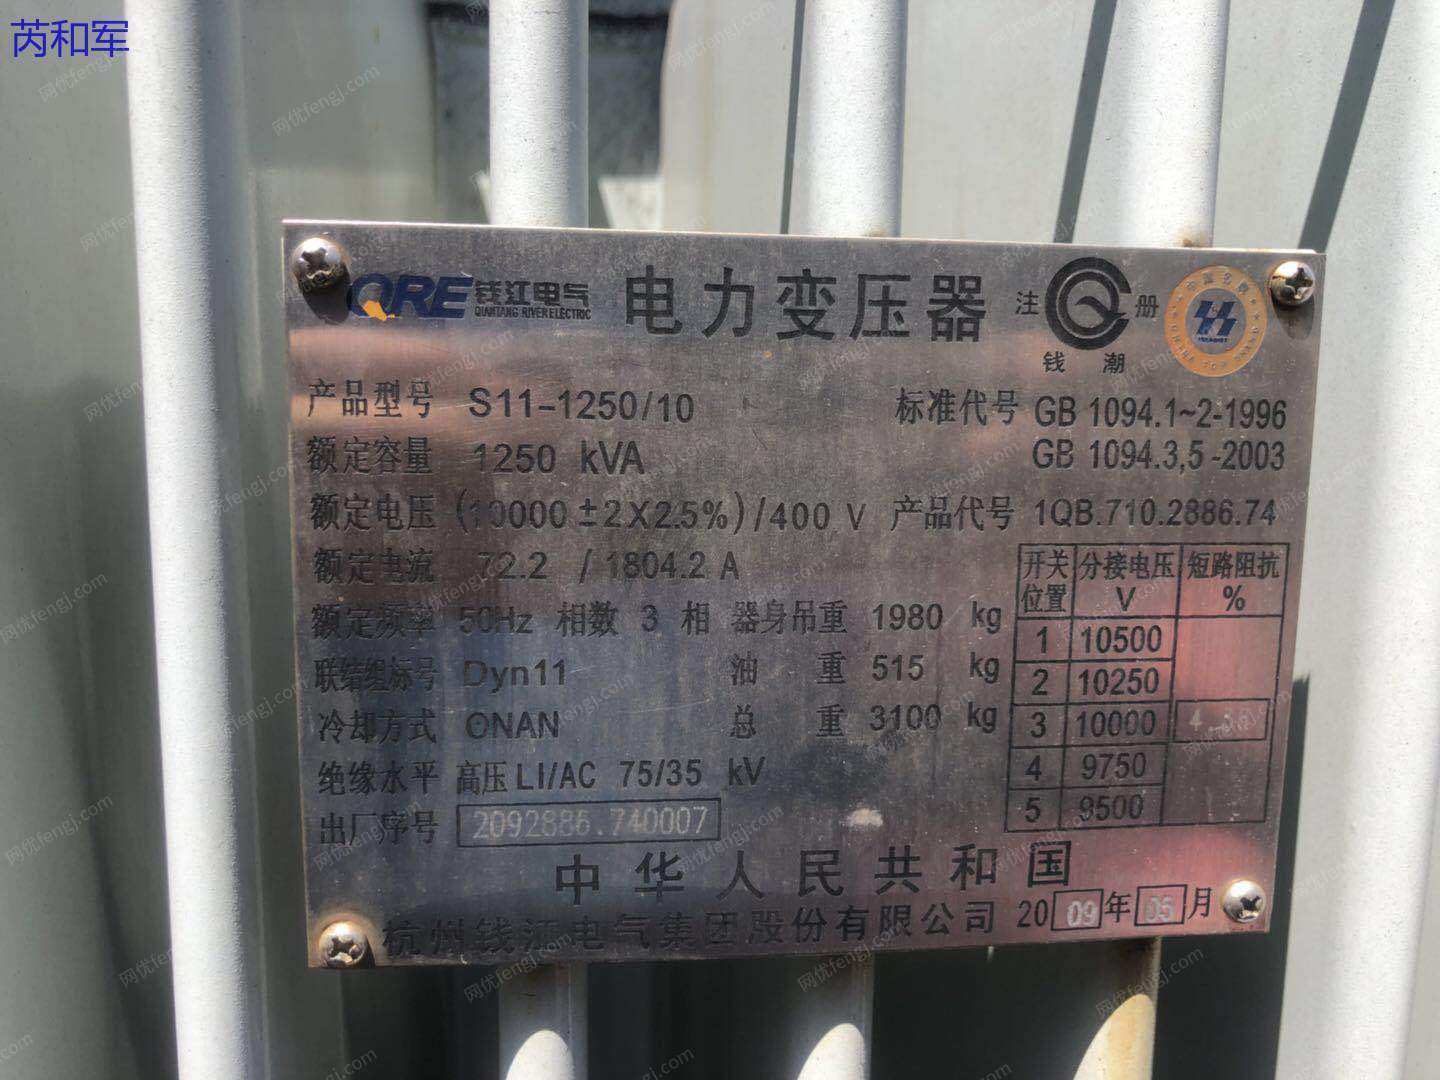 芮和军
QRE 钱江电气 电力变压器 注 册
QIANTANG RIVER ELECTRIC
钱 潮
产品型号 S11-1250/10 标准代号 GB 1094.1~2-1996
额定容量 1250 kVA GB 1094.3,5-2003
额定电压 (10000±2X2.5%)/400 V 产品代号 1QB.710.2886.74
额定电流 72.2 / 1804.2 A
额定频率 50Hz 相数 3 相 器身吊重 1980 kg
联结组标号 Dyn11 油 重 515 kg
冷却方式 ONAN 总 重 3100 kg
绝缘水平 高压 LI/AC 75/35 kV
出厂序号 2092886.740007
开关位置 分接电压 V 短路阻抗 %
1 10500
2 10250
3 10000
4 9750
5 9500
中华人民共和国
杭州钱江电气集团股份有限公司 2009年05月
网优fengj.com